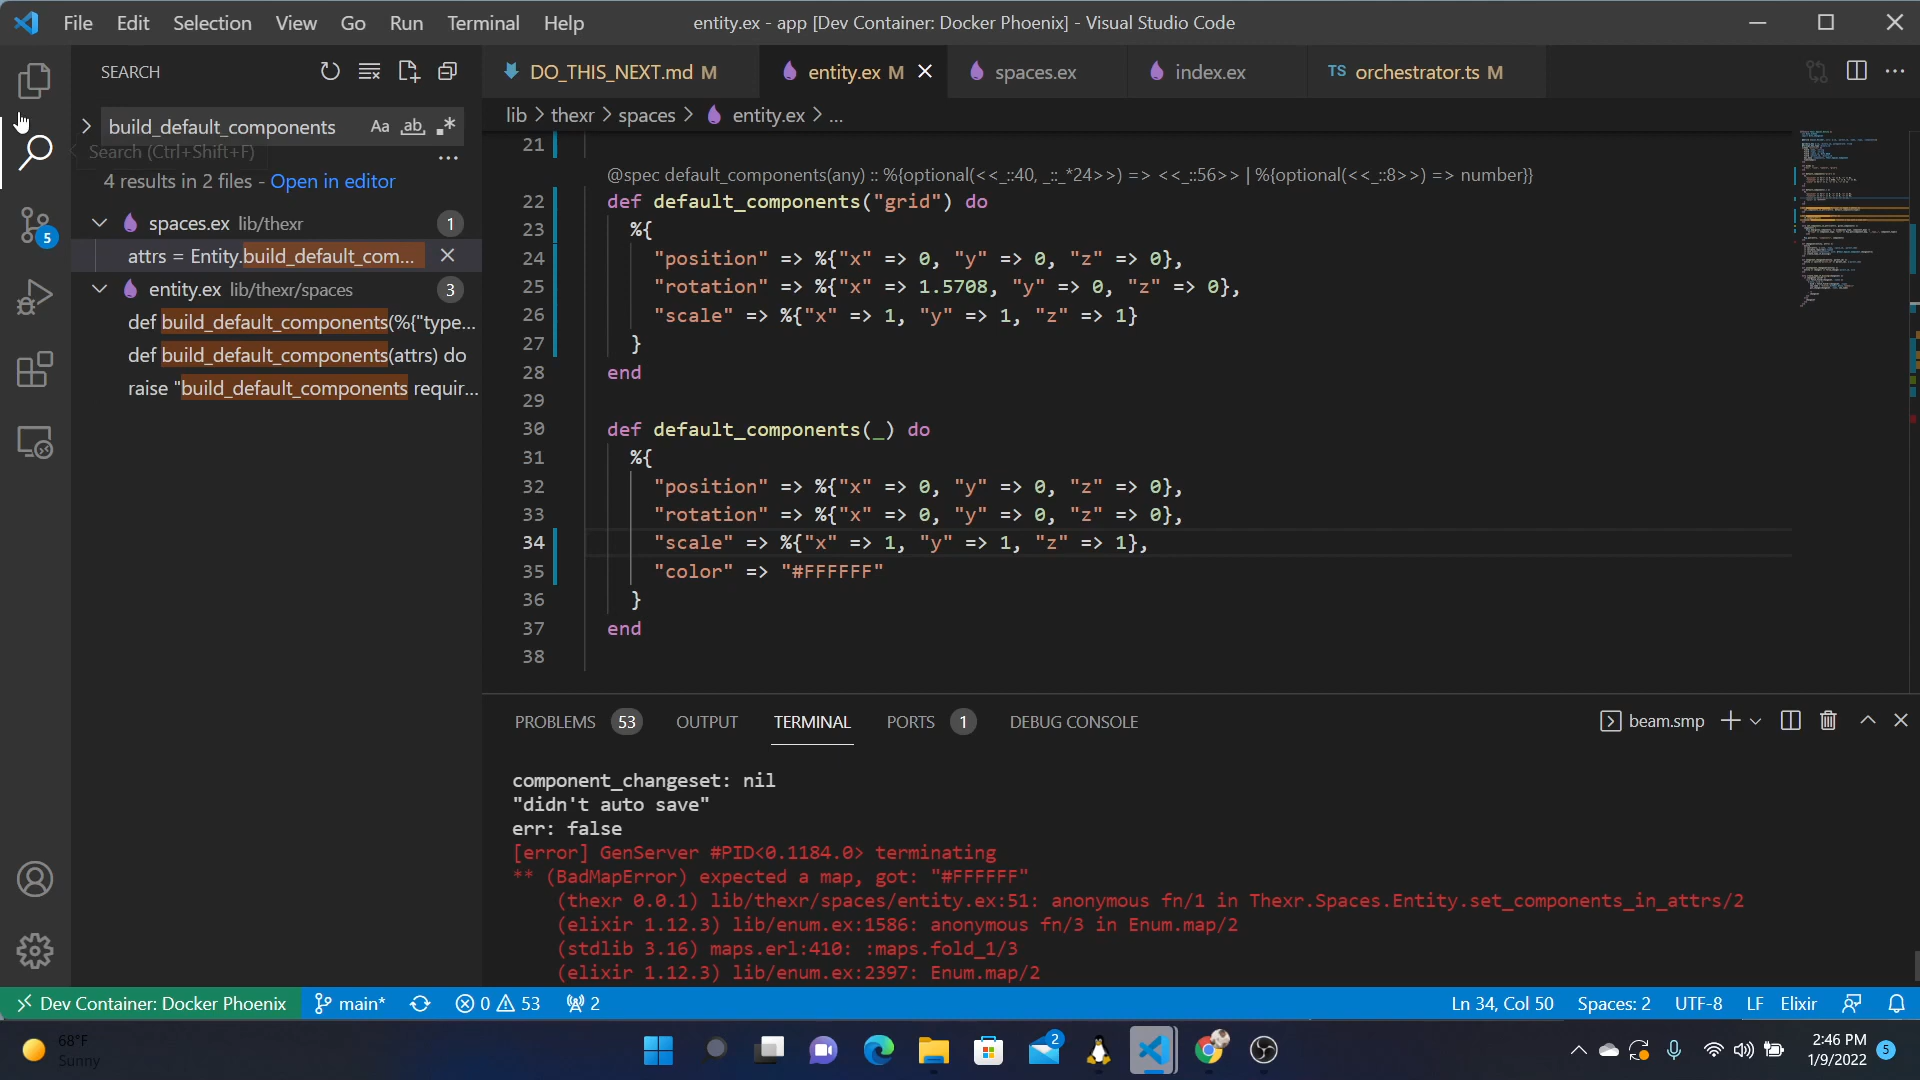 File Edit Selection View Go Run Terminal Help
entity.ex - app [Dev Container: Docker Phoenix] - Visual Studio Code
SEARCH
build_default_components
Aa ab
Search (Ctrl+Shift+F)
4 results in 2 files - Open in editor
spaces.ex lib/thexr 1
attrs = Entity.build_default_com...
entity.ex lib/thexr/spaces 3
def build_default_components(%{"type...
def build_default_components(attrs) do
raise "build_default_components requir...
5
DO_THIS_NEXT.md M
entity.ex M
spaces.ex
index.ex
TS orchestrator.ts M
lib > thexr > spaces > entity.ex > ...
21
@spec default_components(any) :: %{optional(<<_::40, _::_*24>>) => <<_::56>> | %{optional(<<_::8>>) => number}}
22 def default_components("grid") do
23 %{
24 "position" => %{"x" => 0, "y" => 0, "z" => 0},
25 "rotation" => %{"x" => 1.5708, "y" => 0, "z" => 0},
26 "scale" => %{"x" => 1, "y" => 1, "z" => 1}
27 }
28 end
29
30 def default_components(_) do
31 %{
32 "position" => %{"x" => 0, "y" => 0, "z" => 0},
33 "rotation" => %{"x" => 0, "y" => 0, "z" => 0},
34 "scale" => %{"x" => 1, "y" => 1, "z" => 1},
35 "color" => "#FFFFFF"
36 }
37 end
38
PROBLEMS 53 OUTPUT TERMINAL PORTS 1 DEBUG CONSOLE
beam.smp
component_changeset: nil
"didn't auto save"
err: false
[error] GenServer #PID<0.1184.0> terminating
** (BadMapError) expected a map, got: "#FFFFFF"
(thexr 0.0.1) lib/thexr/spaces/entity.ex:51: anonymous fn/1 in Thexr.Spaces.Entity.set_components_in_attrs/2
(elixir 1.12.3) lib/enum.ex:1586: anonymous fn/3 in Enum.map/2
(stdlib 3.16) maps.erl:410: :maps.fold_1/3
(elixir 1.12.3) lib/enum.ex:2397: Enum.map/2
Dev Container: Docker Phoenix main* 0 53 2
Ln 34, Col 50 Spaces: 2 UTF-8 LF Elixir
68°F
Sunny
2
2:46 PM
1/9/2022
5